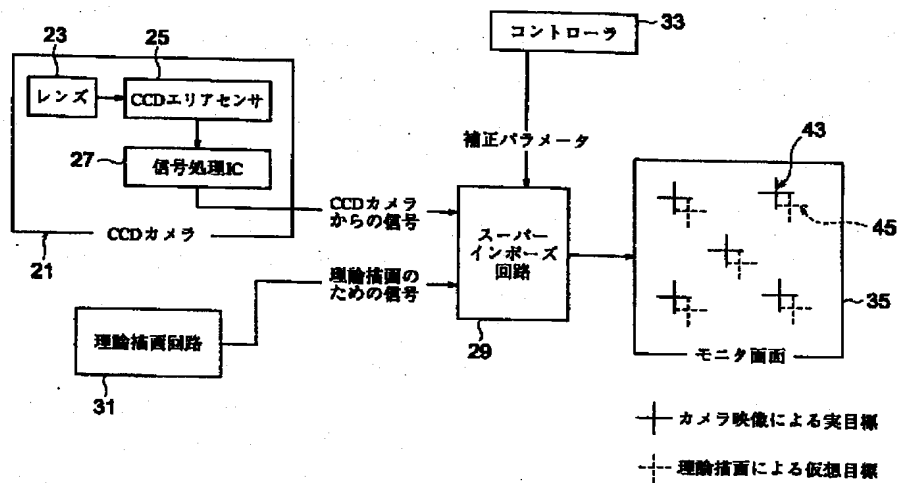 23
レンズ
25
CCDエリアセンサ
27
信号処理IC
CCDカメラ
21
コントローラ
33
補正パラメータ
CCDカメラ
からの信号
理論描画の
ための信号
理論描画回路
31
スーパー
インポーズ
回路
29
43
45
35
モニタ画面
カメラ映像による実目標
理論描画による仮想目標